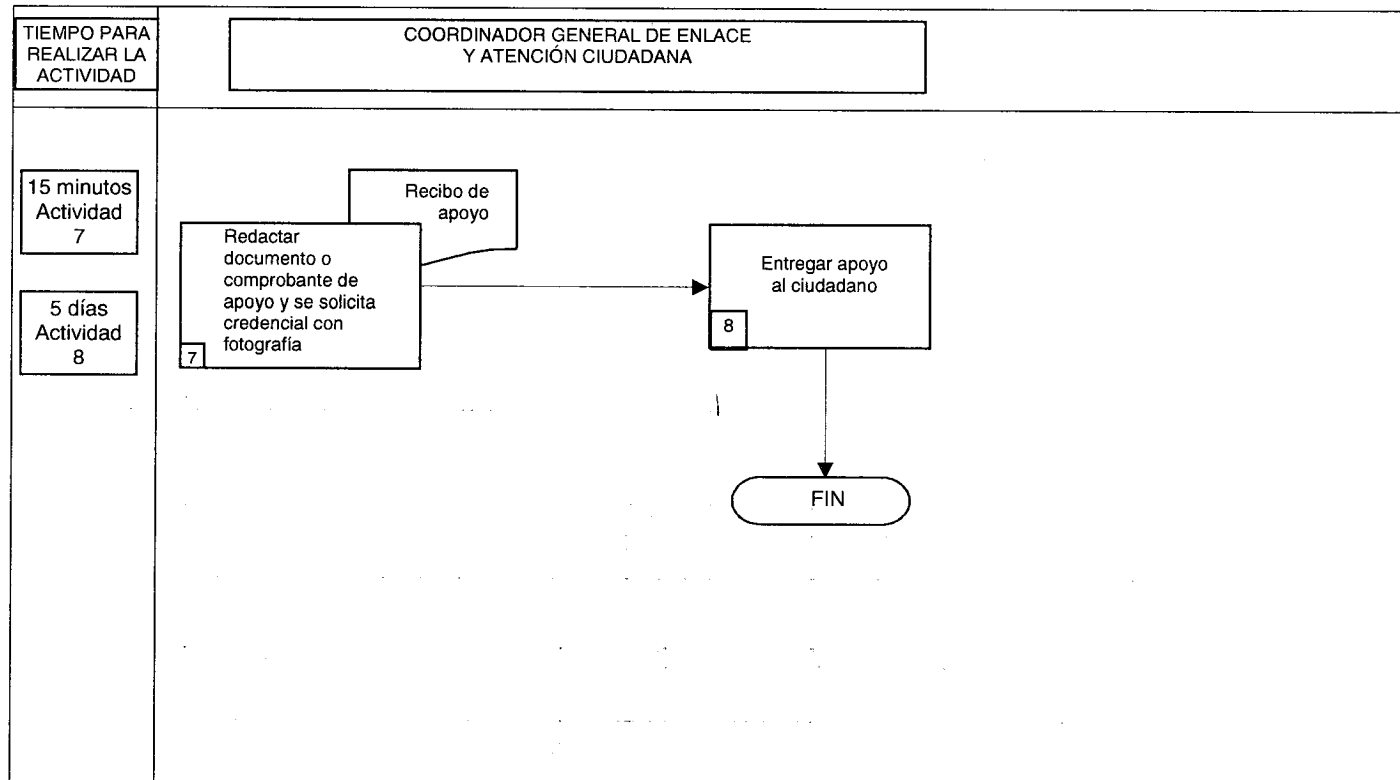 TIEMPO PARA
REALIZAR LA
ACTIVIDAD
COORDINADOR GENERAL DE ENLACE
Y ATENCIÓN CIUDADANA
15 minutos
Actividad
7
5 días
Actividad
8
Recibo de
apoyo
Redactar
documento o
comprobante de
apoyo y se solicita
credencial con
fotografía
7
Entregar apoyo
al ciudadano
8
FIN